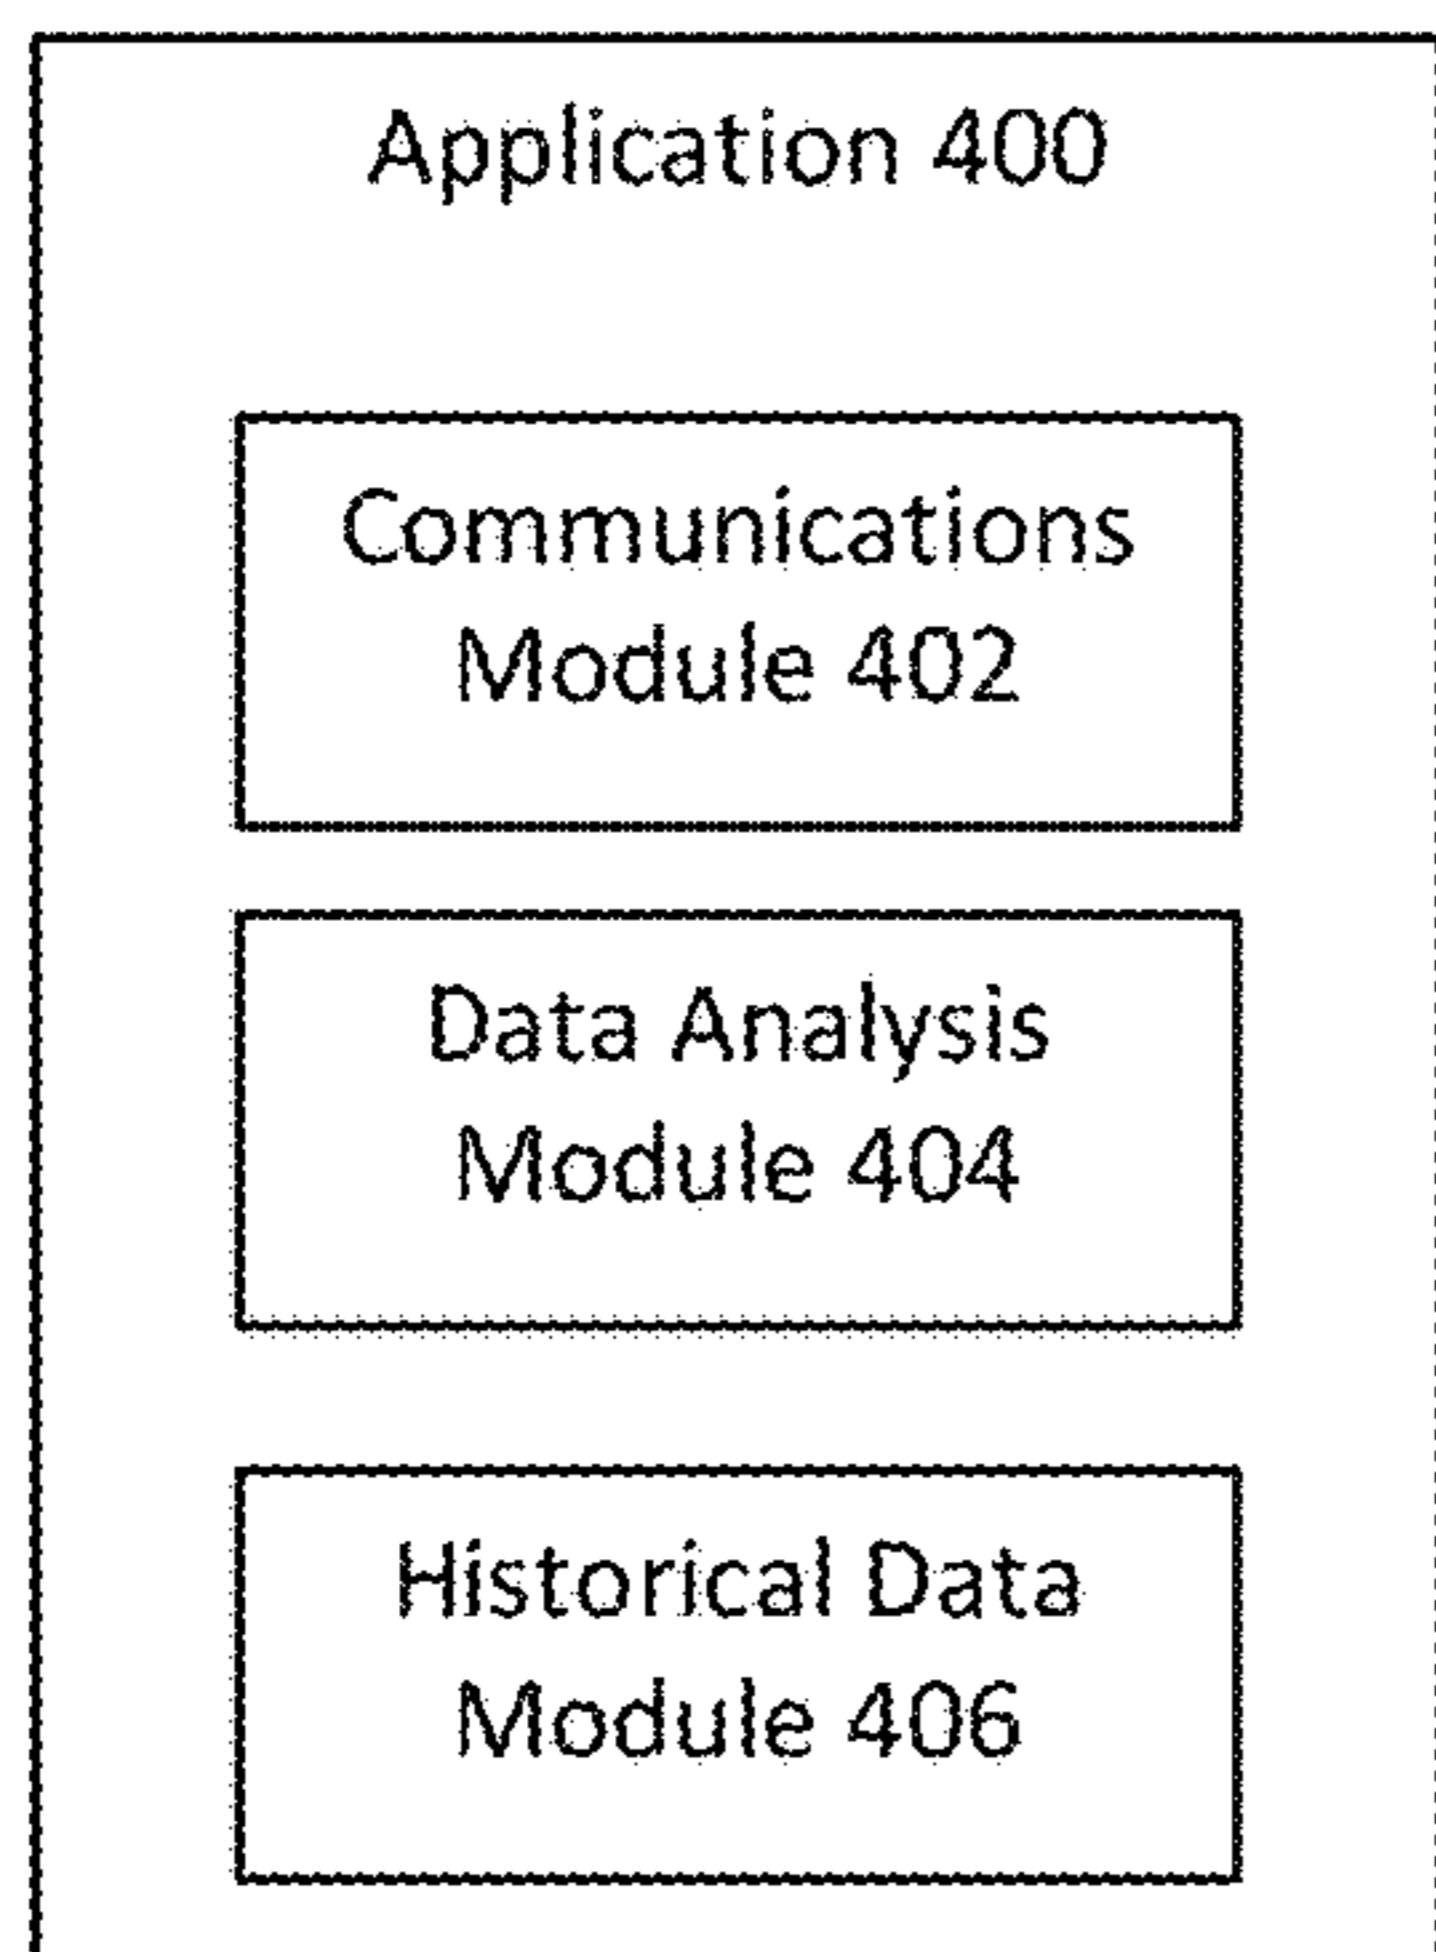 Application 400
Communications
Module 402
Data Analysis
Module 404
Historical Data
Module 406